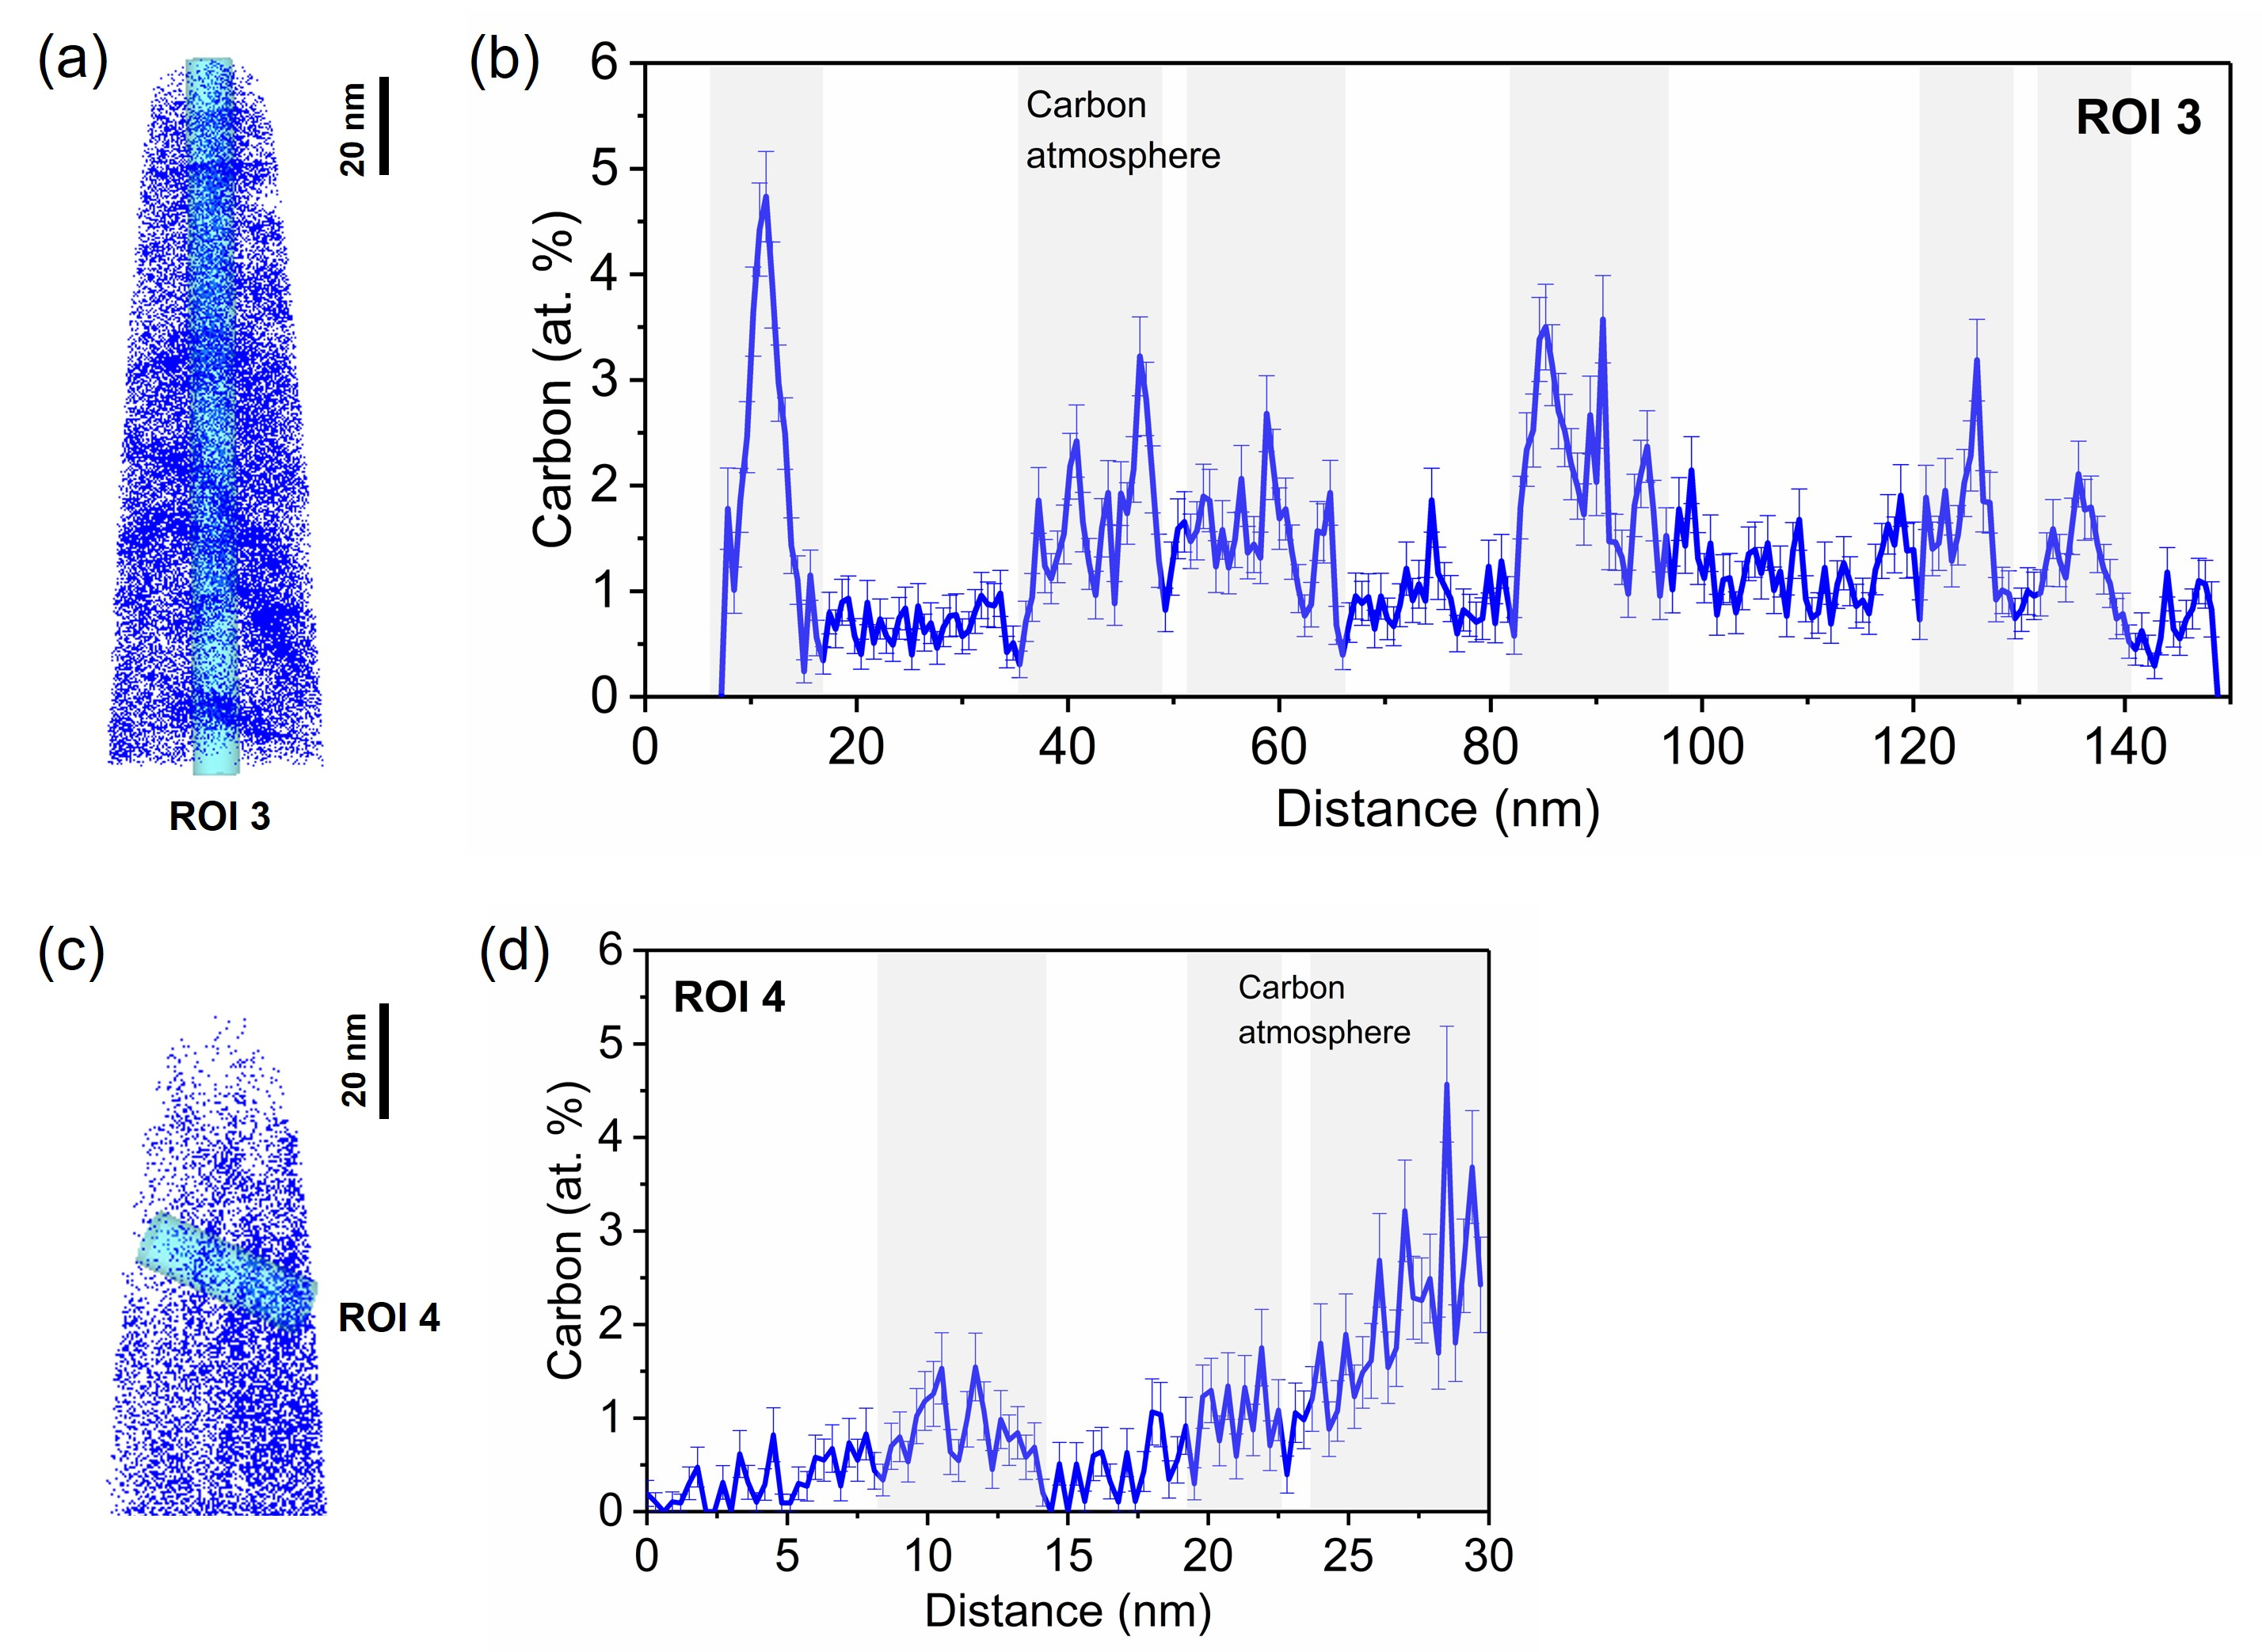 (a)
20 nm
ROI 3
(b)
6
5
4
3
2
1
0
Carbon (at. %)
Carbon
atmosphere
ROI 3
0 20 40 60 80 100 120 140
Distance (nm)
(c)
20 nm
ROI 4
(d)
6
5
4
3
2
1
0
Carbon (at. %)
ROI 4
Carbon
atmosphere
0 5 10 15 20 25 30
Distance (nm)